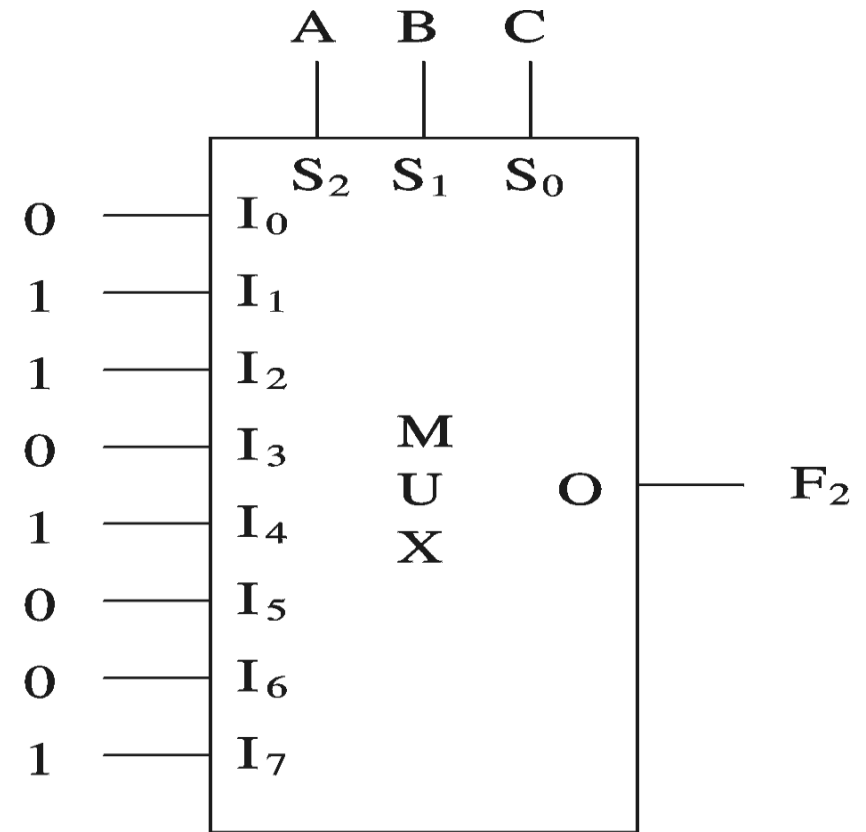 A B C
S₂ S₁ S₀
0 I₀
1 I₁
1 I₂
0 I₃
M
U O F₂
X
1 I₄
0 I₅
0 I₆
1 I₇